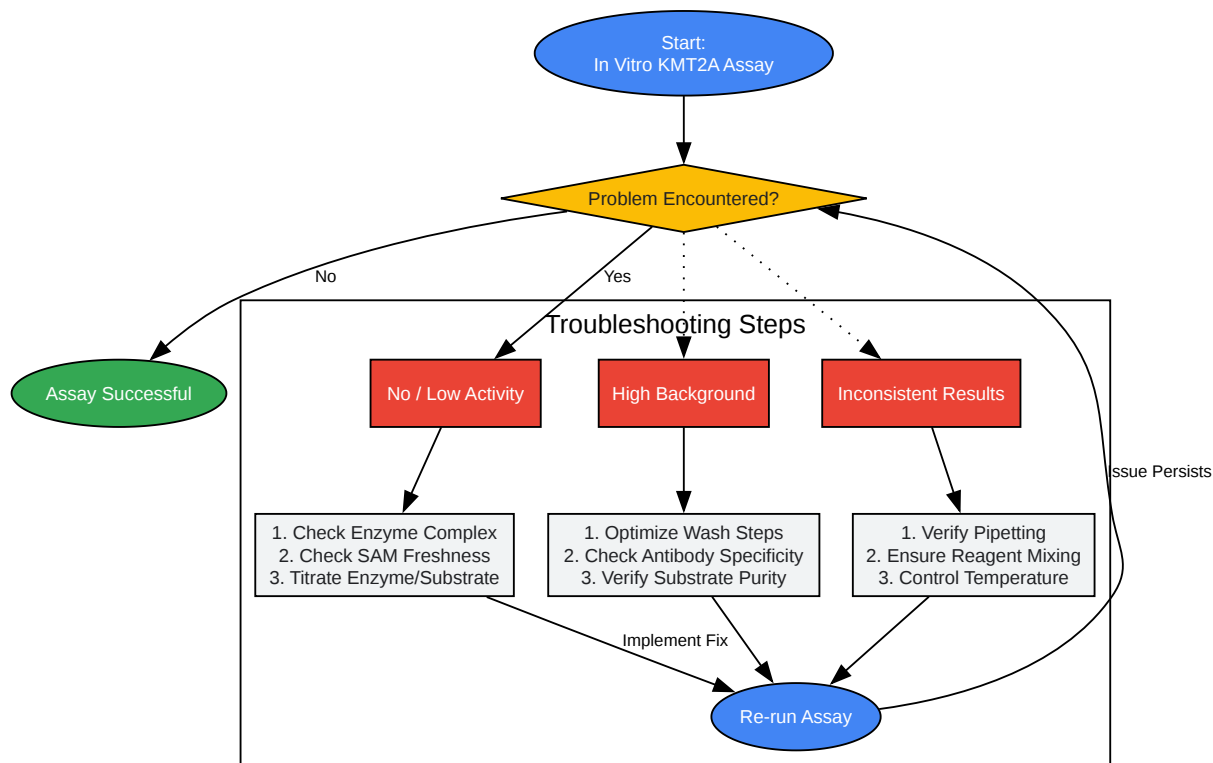 Start:
In Vitro KMT2A Assay
Problem Encountered?
No
Yes
Troubleshooting Steps
Assay Successful
No / Low Activity
High Background
Inconsistent Results
Issue Persists
1. Check Enzyme Complex
2. Check SAM Freshness
3. Titrate Enzyme/Substrate
1. Optimize Wash Steps
2. Check Antibody Specificity
3. Verify Substrate Purity
1. Verify Pipetting
2. Ensure Reagent Mixing
3. Control Temperature
Implement Fix
Re-run Assay